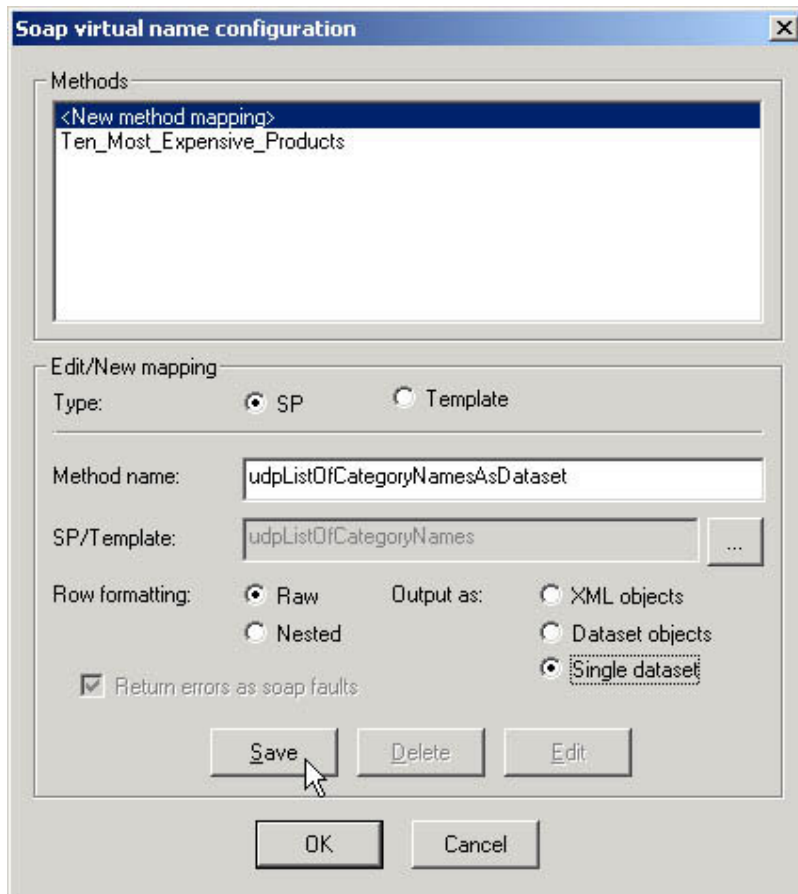 Soap virtual name configuration
Methods
<New method mapping>
Ten_Most_Expensive_Products
Edit/New mapping
Type: SP Template
Method name: udpListOfCategoryNamesAsDataset
SP/Template: udpListOfCategoryNames ...
Row formatting: Raw Output as: XML objects
Nested Dataset objects
Single dataset
Return errors as soap faults
Save Delete Edit
OK Cancel